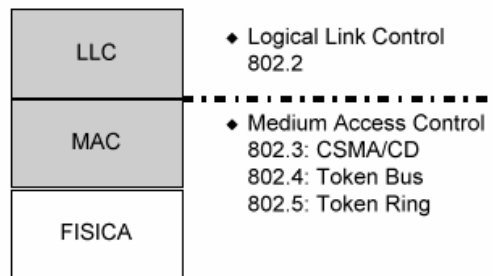 LLC
◆ Logical Link Control
802.2
MAC
◆ Medium Access Control
802.3: CSMA/CD
802.4: Token Bus
802.5: Token Ring
FISICA